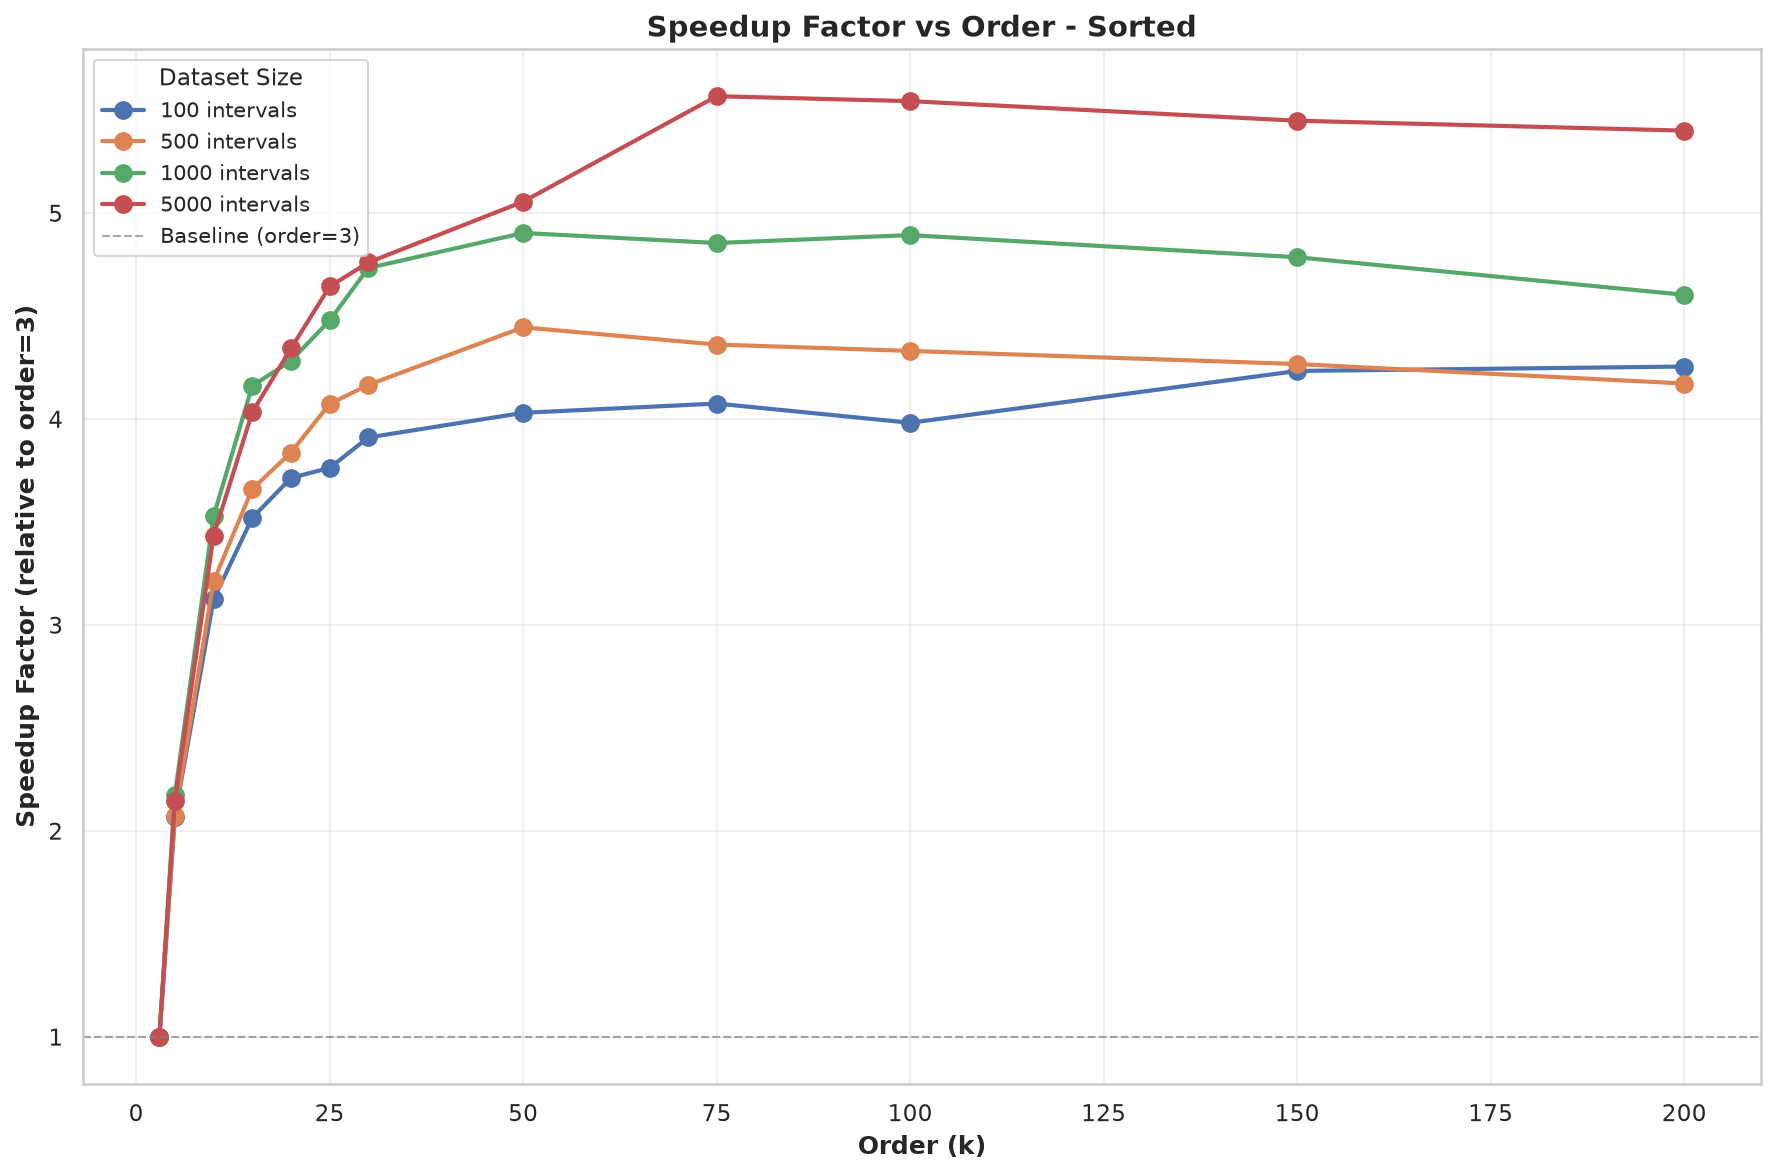 Speedup Factor vs Order - Sorted
Dataset Size
100 intervals
500 intervals
1000 intervals
5000 intervals
Baseline (order=3)
Speedup Factor (relative to order=3)
5
4
3
2
1
0 25 50 75 100 125 150 175 200
Order (k)